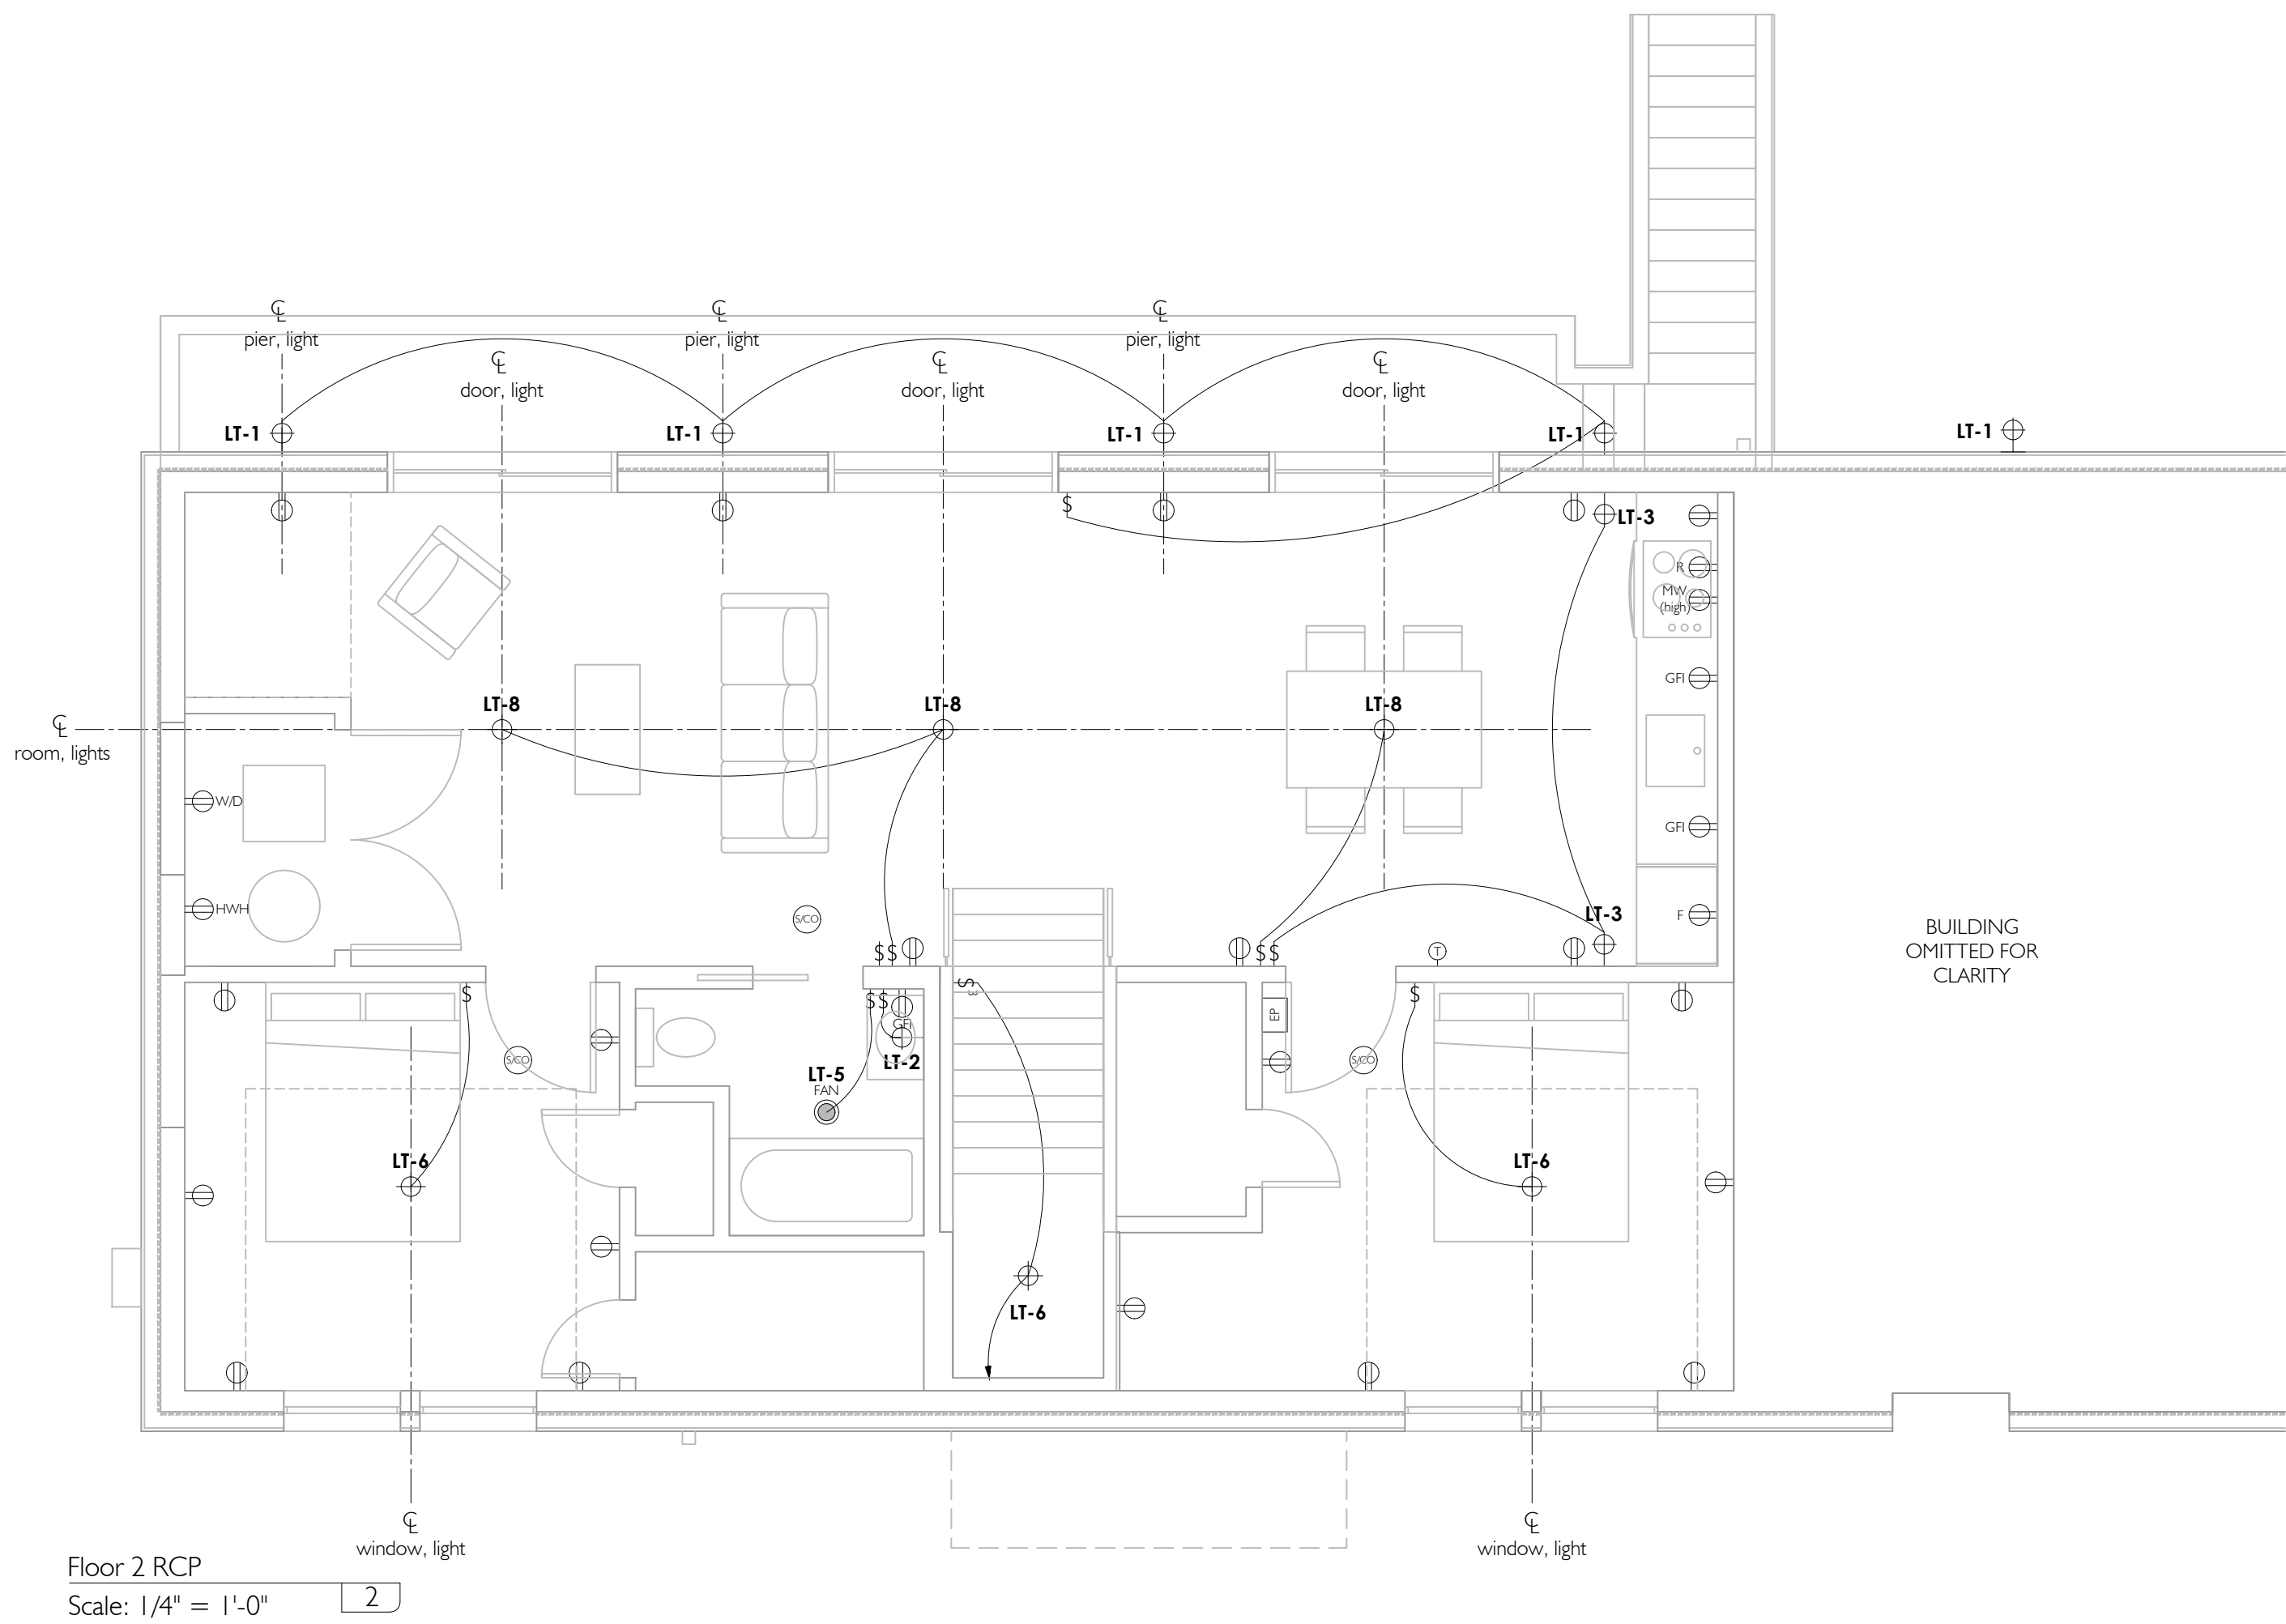 ℄ ℄ ℄
pier, light pier, light pier, light
℄ ℄ ℄
door, light door, light door, light
LT-1 LT-1 LT-1 LT-1 LT-1
$ LT-3
R
MW
(high)
GFI
LT-8 LT-8 LT-8
℄
room, lights
W/D
GFI
HWH S/CO LT-3 F
BUILDING
OMITTED FOR
CLARITY
$$ $$ T
$ $$ $3 $
GFI EP
S/CO LT-2 S/CO
LT-5
FAN
LT-6 LT-6
LT-6
℄ ℄
window, light window, light
Floor 2 RCP
2
Scale: 1/4" = 1'-0"